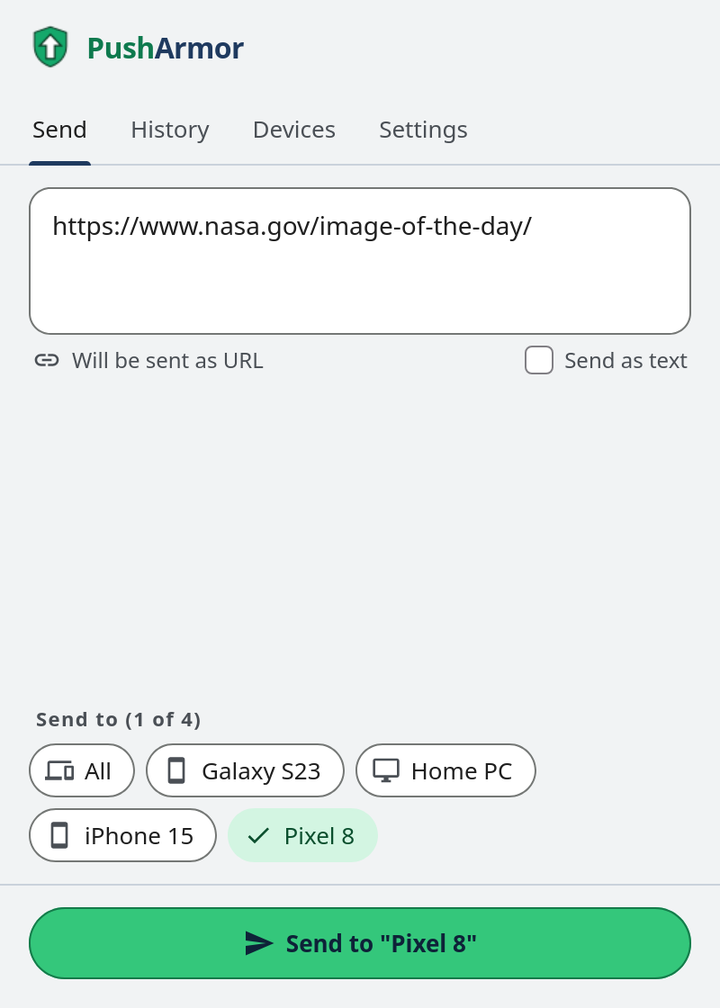 PushArmor
Send History Devices Settings
https://www.nasa.gov/image-of-the-day/
Will be sent as URL Send as text
Send to (1 of 4)
All Galaxy S23 Home PC
iPhone 15 Pixel 8
Send to "Pixel 8"